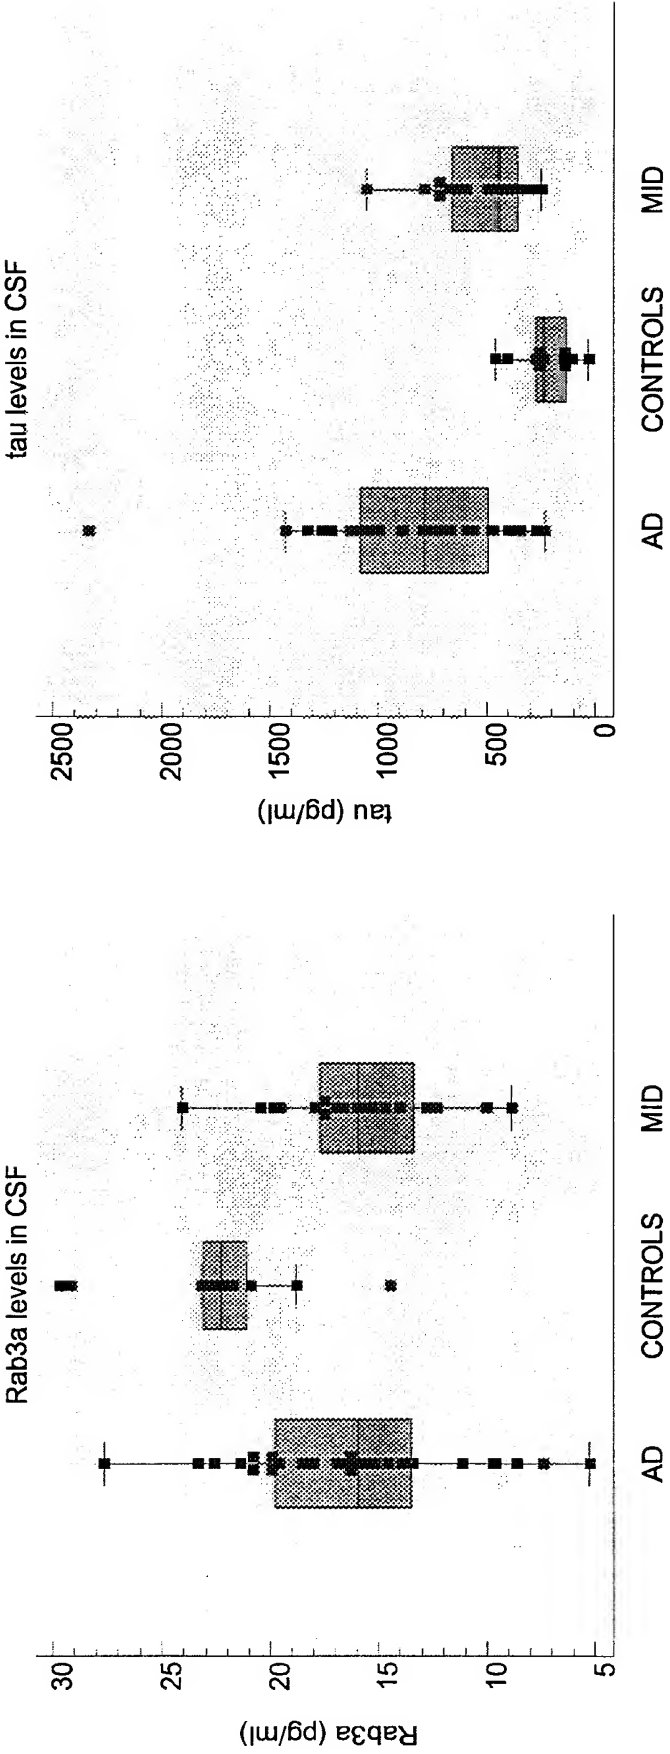 Rab3a levels in CSF
Rab3a (pg/ml)
30
25
20
15
10
5
AD
CONTROLS
MID
tau levels in CSF
tau (pg/ml)
2500
2000
1500
1000
500
0
AD
CONTROLS
MID